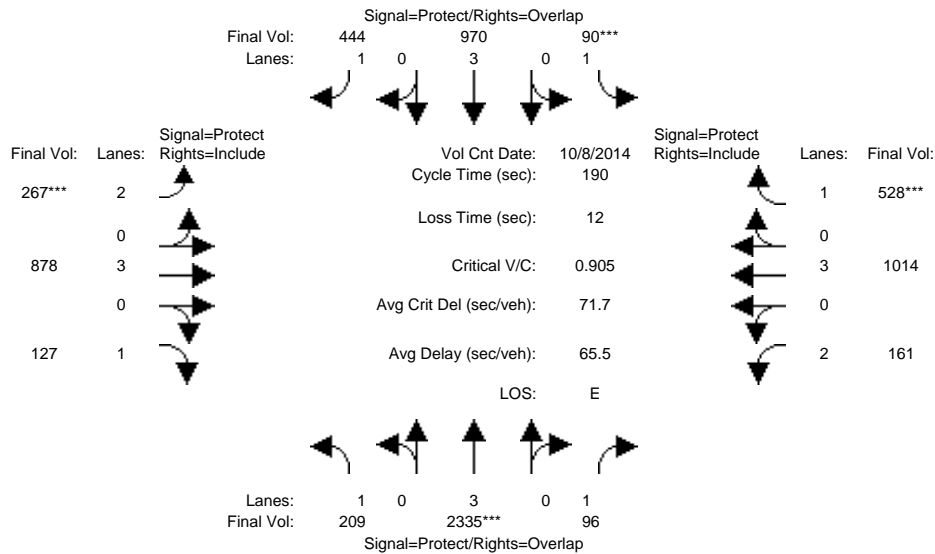 Signal=Protect/Rights=Overlap
Final Vol: 444 970 90***
Lanes: 1 0 3 0 1
Signal=Protect Signal=Protect
Final Vol: Lanes: Rights=Include Vol Cnt Date: 10/8/2014 Rights=Include Lanes: Final Vol:
Cycle Time (sec): 190
267*** 2 1 528***
Loss Time (sec): 12
0 0
878 3 Critical V/C: 0.905 3 1014
0 Avg Crit Del (sec/veh): 71.7 0
127 1 Avg Delay (sec/veh): 65.5 2 161
LOS: E
Lanes: 1 0 3 0 1
Final Vol: 209 2335*** 96
Signal=Protect/Rights=Overlap